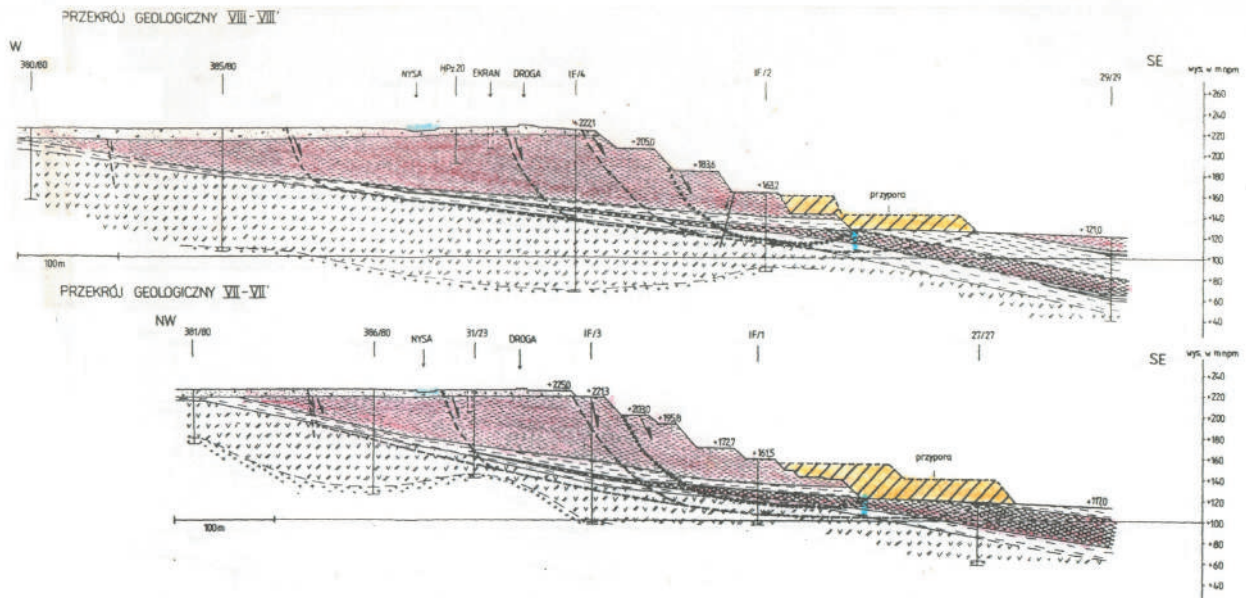 PRZEKRÓJ GEOLOGICZNY VIII-VIII'
W
SE
wys. w m npm
380/80 385/80 NYSA HPz20 EKRAN DROGA IF/4 IF/2 29/29
+260
+240
+220
+200
+180
+160
+140
+120
+100
+80
+60
+40
+222,1
+205,0
+183,6
+163,2
przypora
+121,0
100m
PRZEKRÓJ GEOLOGICZNY VII-VII'
NW
SE
wys. w m npm
381/80 386/80 NYSA 31/23 DROGA IF/3 IF/1 27/27
+240
+220
+200
+180
+160
+140
+120
+100
+80
+60
+40
+225,0
+221,3
+203,0
+195,8
+172,7
+161,5
przypora
+117,0
100m